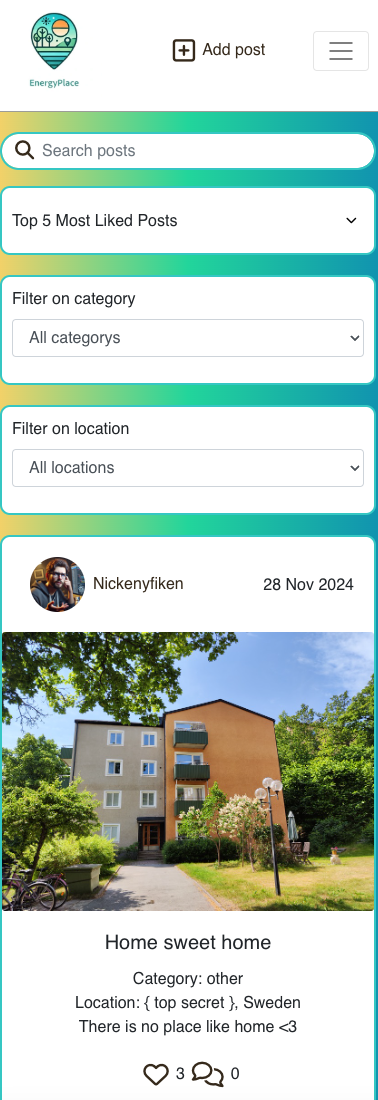 EnergyPlace
Add post
Search posts
Top 5 Most Liked Posts
Filter on category
All categorys
Filter on location
All locations
Nickenyfiken
28 Nov 2024
Home sweet home
Category: other
Location: { top secret }, Sweden
There is no place like home <3
3
0